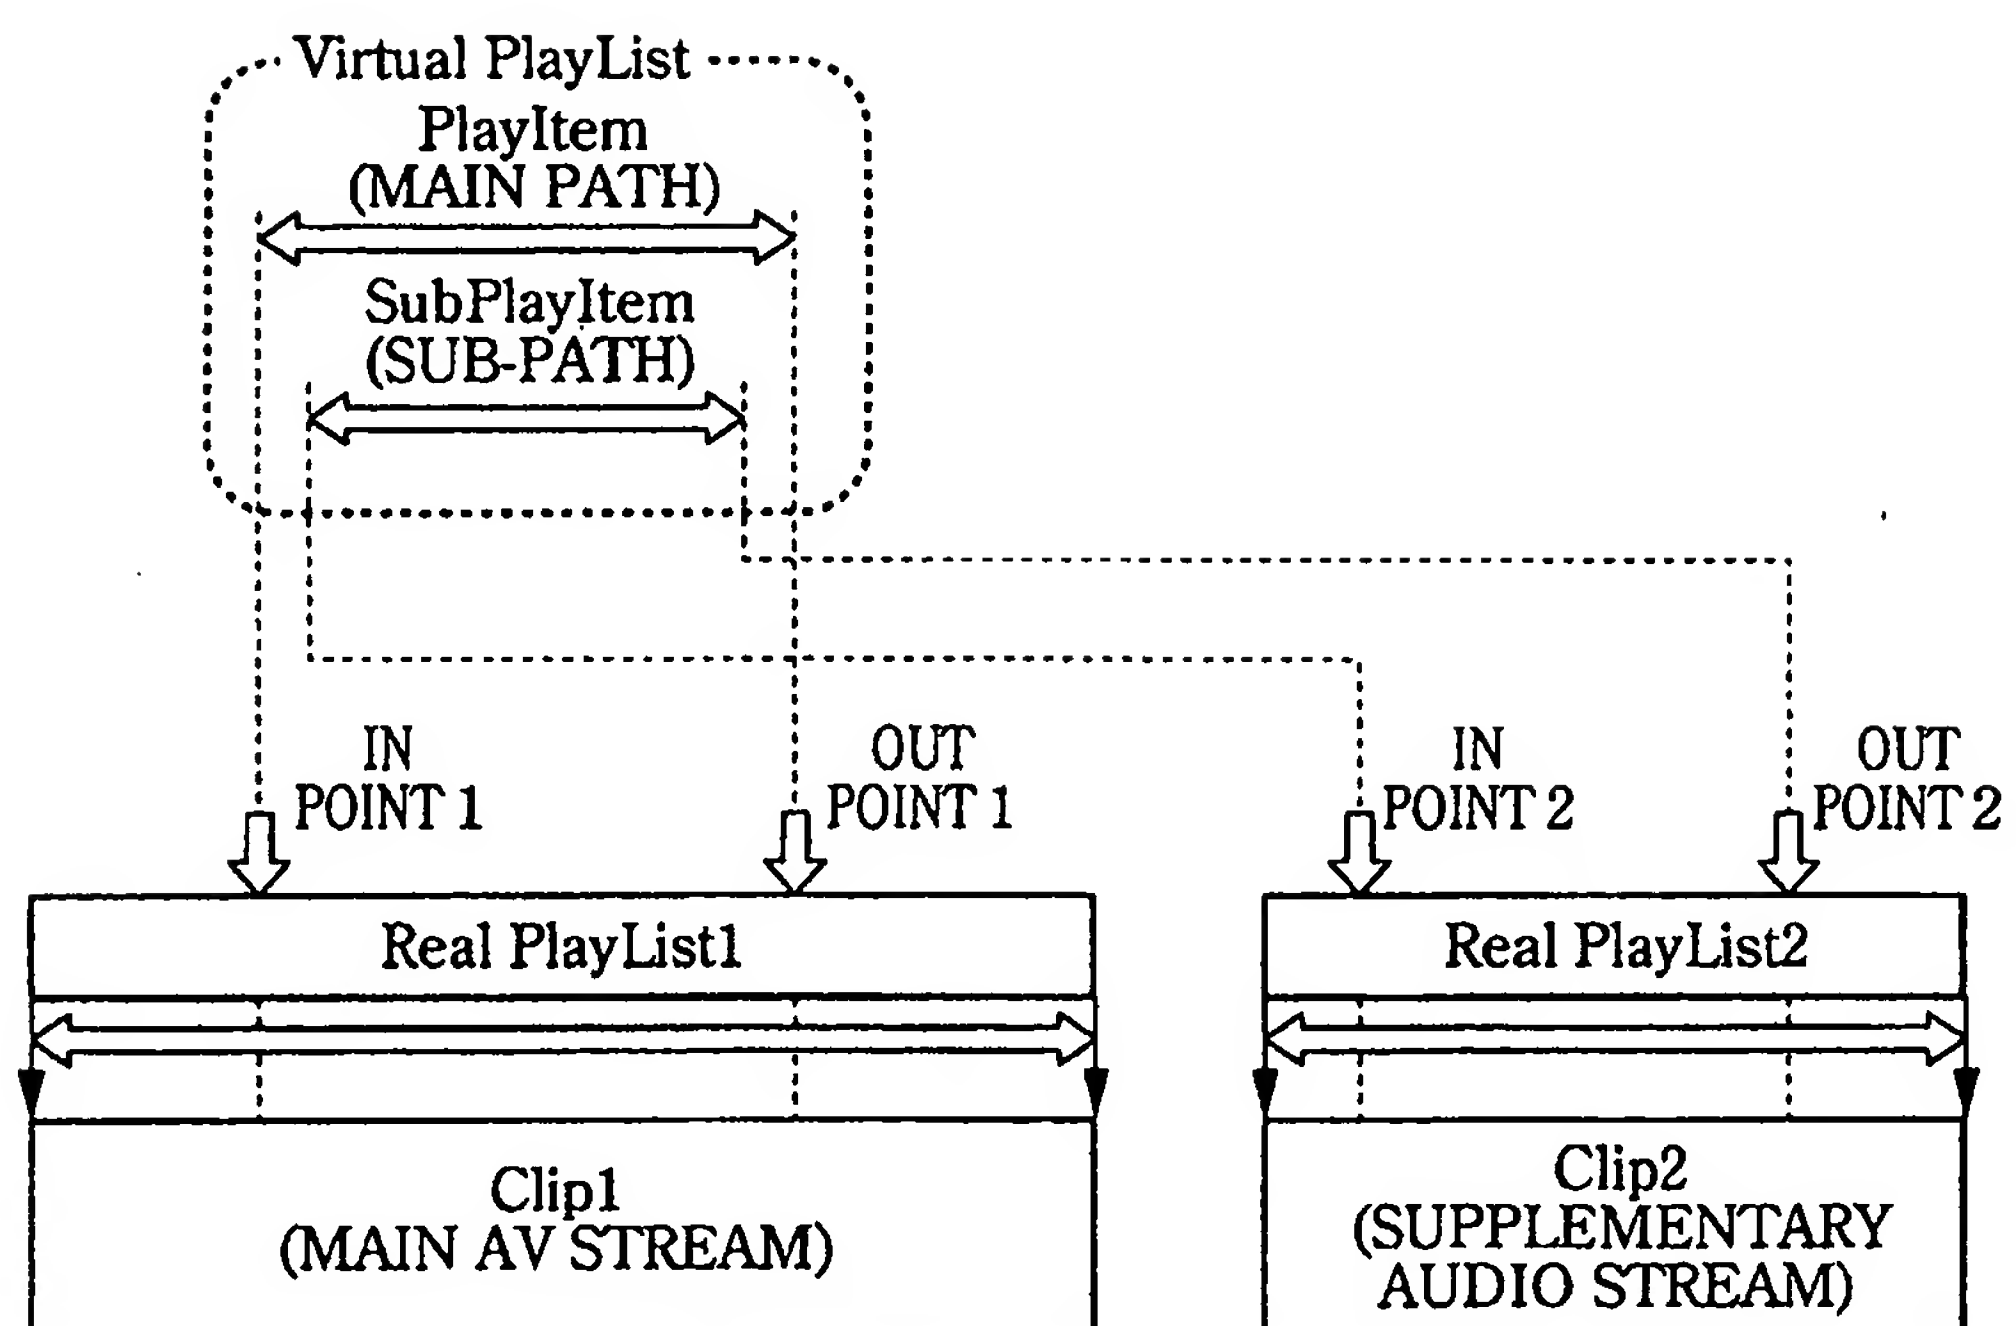 Virtual PlayList
PlayItem
(MAIN PATH)
SubPlayItem
(SUB-PATH)
IN
POINT 1
OUT
POINT 1
IN
POINT 2
OUT
POINT 2
Real PlayList1
Real PlayList2
Clip1
(MAIN AV STREAM)
Clip2
(SUPPLEMENTARY
AUDIO STREAM)